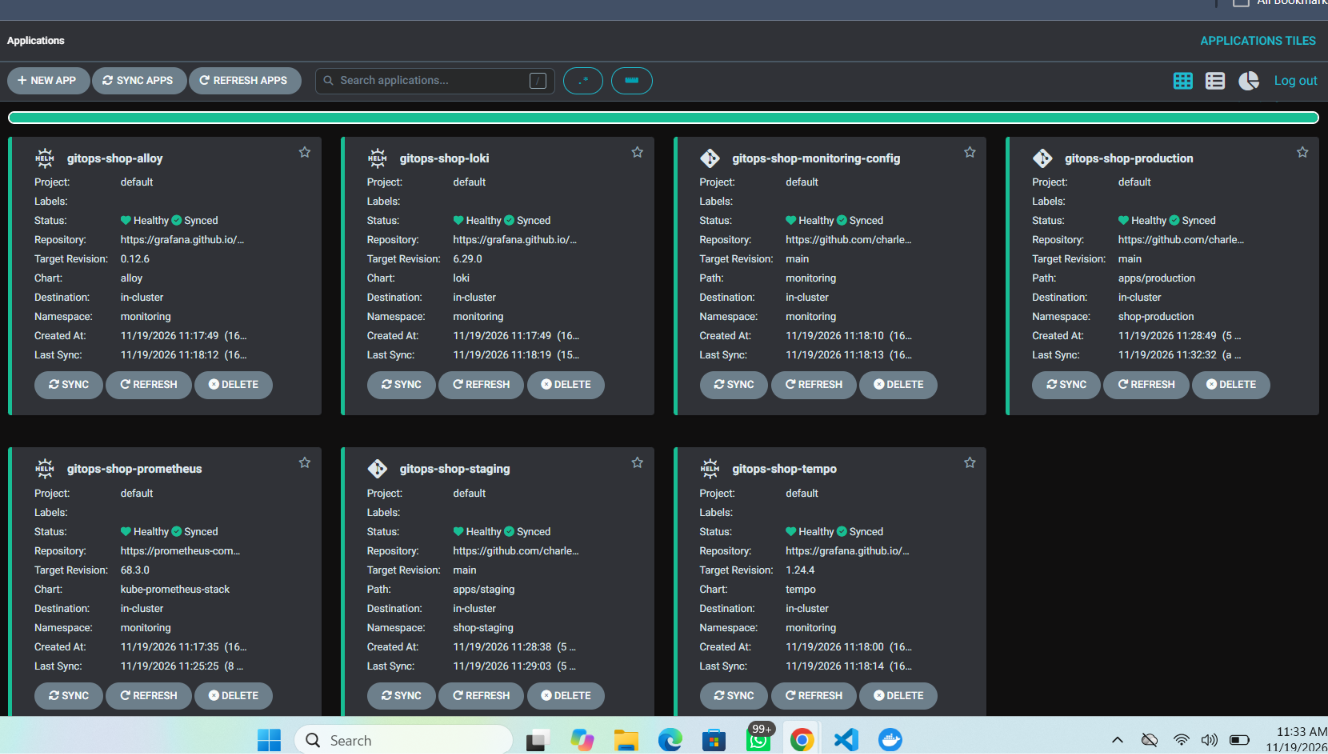 All Bookmark
Applications
APPLICATIONS TILES
+ NEW APP SYNC APPS REFRESH APPS Search applications... / .* Log out
HELM gitops-shop-alloy
Project: default
Labels:
Status: Healthy Synced
Repository: https://grafana.github.io/...
Target Revision: 0.12.6
Chart: alloy
Destination: in-cluster
Namespace: monitoring
Created At: 11/19/2026 11:17:49 (16...
Last Sync: 11/19/2026 11:18:12 (16...
SYNC REFRESH DELETE
HELM gitops-shop-loki
Project: default
Labels:
Status: Healthy Synced
Repository: https://grafana.github.io/...
Target Revision: 6.29.0
Chart: loki
Destination: in-cluster
Namespace: monitoring
Created At: 11/19/2026 11:17:49 (16...
Last Sync: 11/19/2026 11:18:19 (15...
SYNC REFRESH DELETE
gitops-shop-monitoring-config
Project: default
Labels:
Status: Healthy Synced
Repository: https://github.com/charle...
Target Revision: main
Path: monitoring
Destination: in-cluster
Namespace: monitoring
Created At: 11/19/2026 11:18:10 (16...
Last Sync: 11/19/2026 11:18:13 (16...
SYNC REFRESH DELETE
gitops-shop-production
Project: default
Labels:
Status: Healthy Synced
Repository: https://github.com/charle...
Target Revision: main
Path: apps/production
Destination: in-cluster
Namespace: shop-production
Created At: 11/19/2026 11:28:49 (5 ...
Last Sync: 11/19/2026 11:32:32 (a ...
SYNC REFRESH DELETE
HELM gitops-shop-prometheus
Project: default
Labels:
Status: Healthy Synced
Repository: https://prometheus-com...
Target Revision: 68.3.0
Chart: kube-prometheus-stack
Destination: in-cluster
Namespace: monitoring
Created At: 11/19/2026 11:17:35 (16...
Last Sync: 11/19/2026 11:25:25 (8 ...
SYNC REFRESH DELETE
gitops-shop-staging
Project: default
Labels:
Status: Healthy Synced
Repository: https://github.com/charle...
Target Revision: main
Path: apps/staging
Destination: in-cluster
Namespace: shop-staging
Created At: 11/19/2026 11:28:38 (5 ...
Last Sync: 11/19/2026 11:29:03 (5 ...
SYNC REFRESH DELETE
HELM gitops-shop-tempo
Project: default
Labels:
Status: Healthy Synced
Repository: https://grafana.github.io/...
Target Revision: 1.24.4
Chart: tempo
Destination: in-cluster
Namespace: monitoring
Created At: 11/19/2026 11:18:00 (16...
Last Sync: 11/19/2026 11:18:14 (16...
SYNC REFRESH DELETE
Search
99+
11:33 AM
11/19/2026